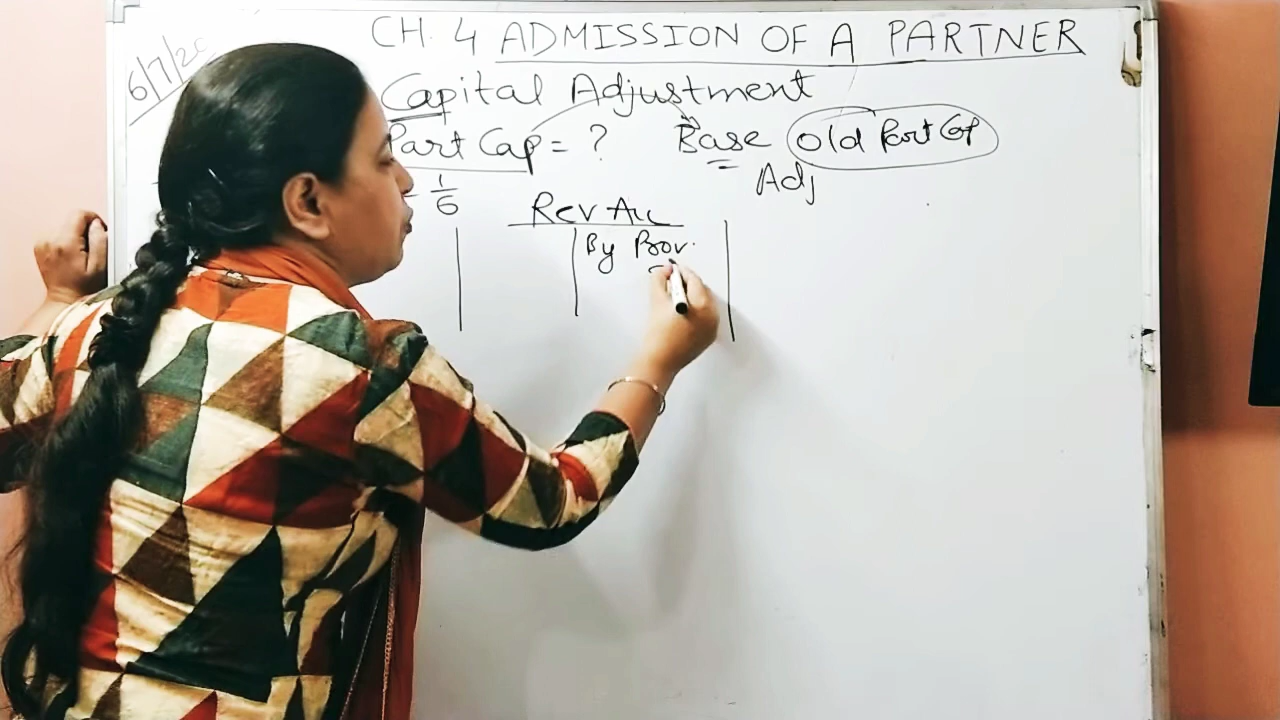 CH. 4 ADMISSION OF A PARTNER
6/7/20
Capital Adjustment
Part Cap = ? Base Old Part Cap
Adj
1/6
Rev A/c
By Prov.